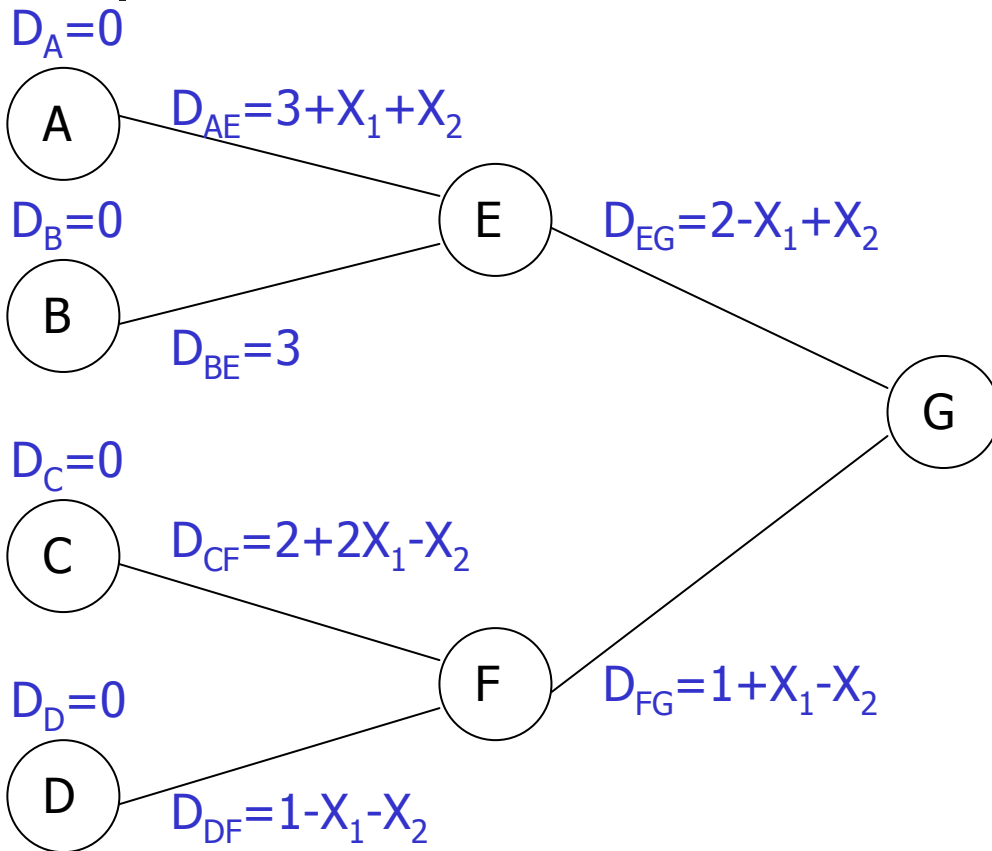 D_A=0
A
D_AE=3+X_1+X_2
D_B=0
E
D_EG=2-X_1+X_2
B
D_BE=3
G
D_C=0
C
D_CF=2+2X_1-X_2
D_D=0
F
D_FG=1+X_1-X_2
D
D_DF=1-X_1-X_2